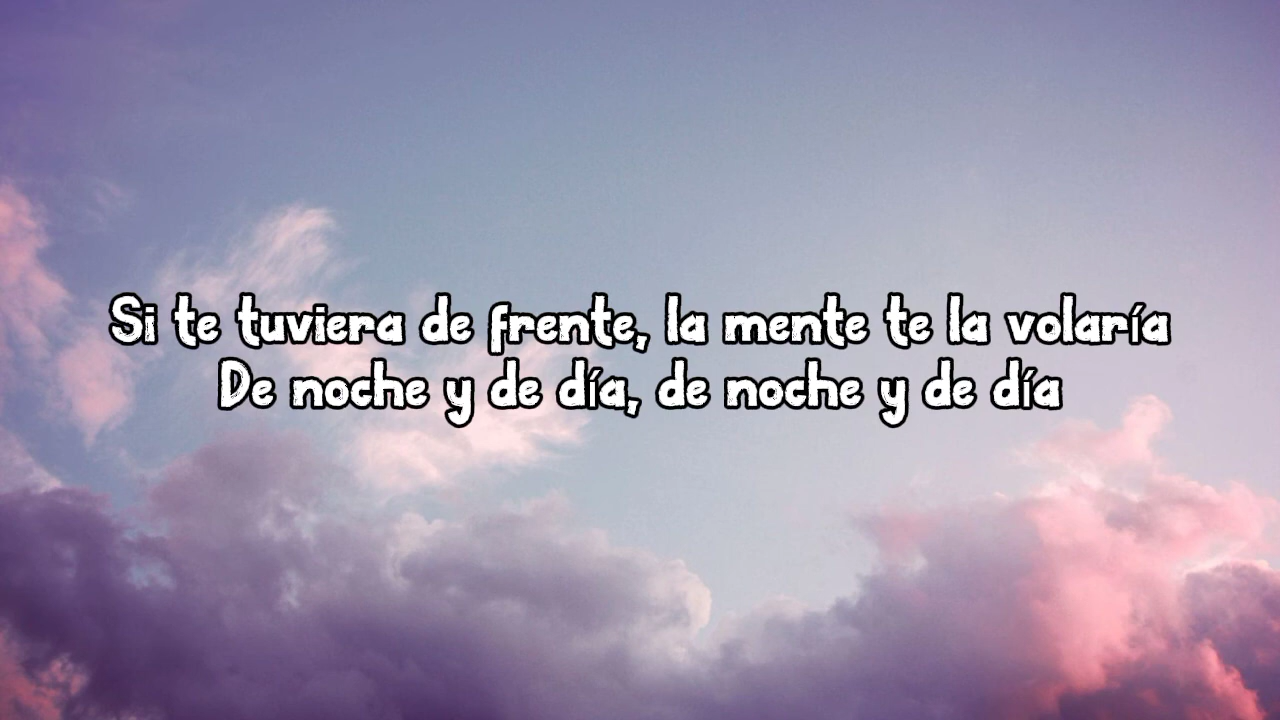 Si te tuviera de frente, la mente te la volaría
De noche y de día, de noche y de día